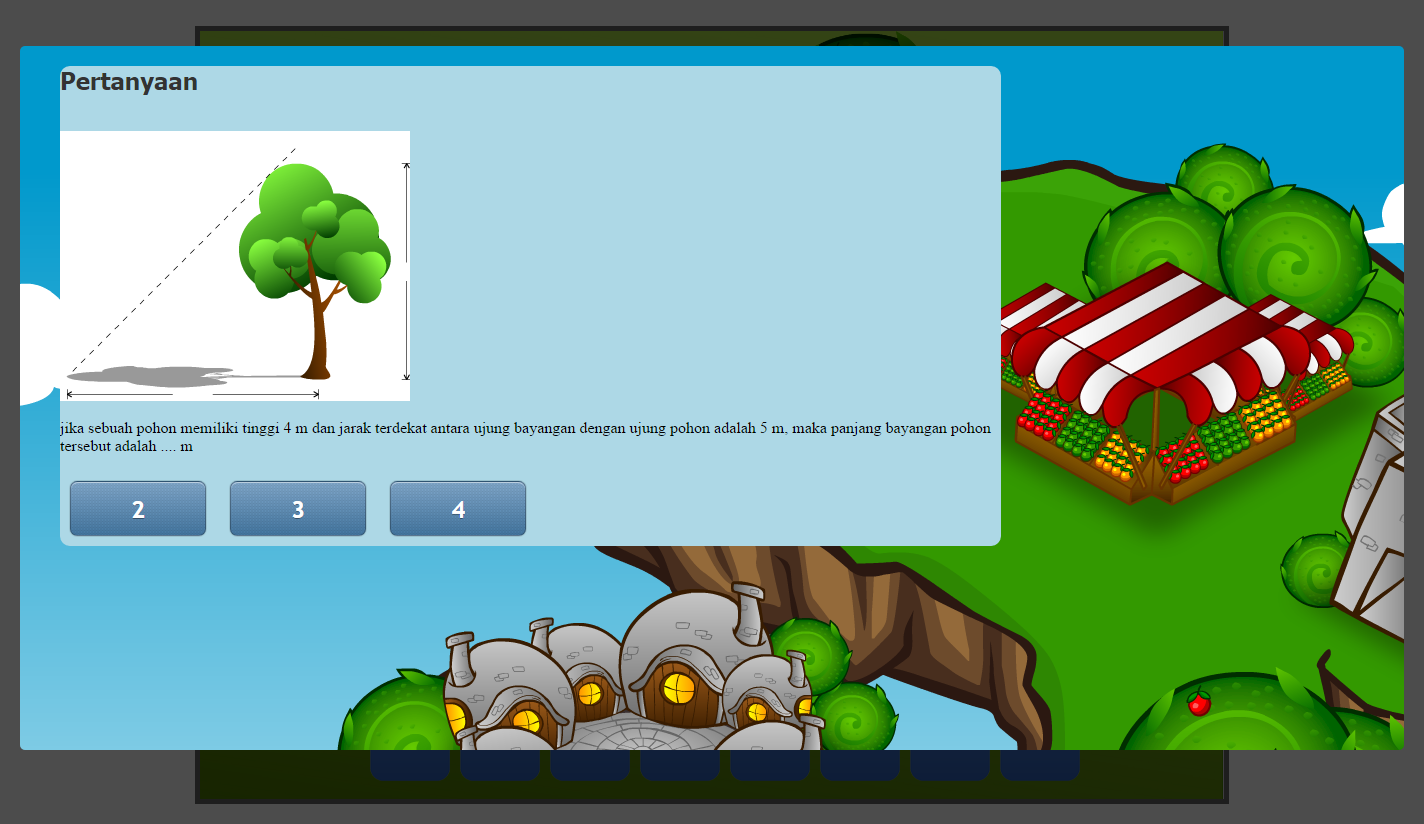 Pertanyaan
jika sebuah pohon memiliki tinggi 4 m dan jarak terdekat antara ujung bayangan dengan ujung pohon adalah 5 m, maka panjang bayangan pohon
tersebut adalah .... m
2 3 4